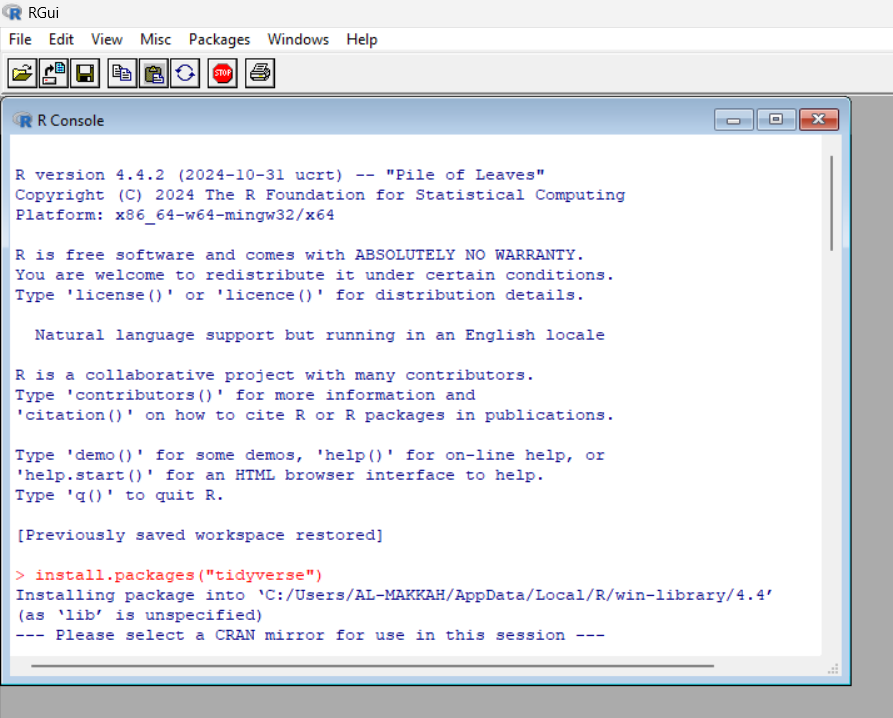 RGui
File Edit View Misc Packages Windows Help
STOP
R Console
R version 4.4.2 (2024-10-31 ucrt) -- "Pile of Leaves"
Copyright (C) 2024 The R Foundation for Statistical Computing
Platform: x86_64-w64-mingw32/x64
R is free software and comes with ABSOLUTELY NO WARRANTY.
You are welcome to redistribute it under certain conditions.
Type 'license()' or 'licence()' for distribution details.
Natural language support but running in an English locale
R is a collaborative project with many contributors.
Type 'contributors()' for more information and
'citation()' on how to cite R or R packages in publications.
Type 'demo()' for some demos, 'help()' for on-line help, or
'help.start()' for an HTML browser interface to help.
Type 'q()' to quit R.
[Previously saved workspace restored]
> install.packages("tidyverse")
Installing package into ‘C:/Users/AL-MAKKAH/AppData/Local/R/win-library/4.4’
(as ‘lib’ is unspecified)
--- Please select a CRAN mirror for use in this session ---